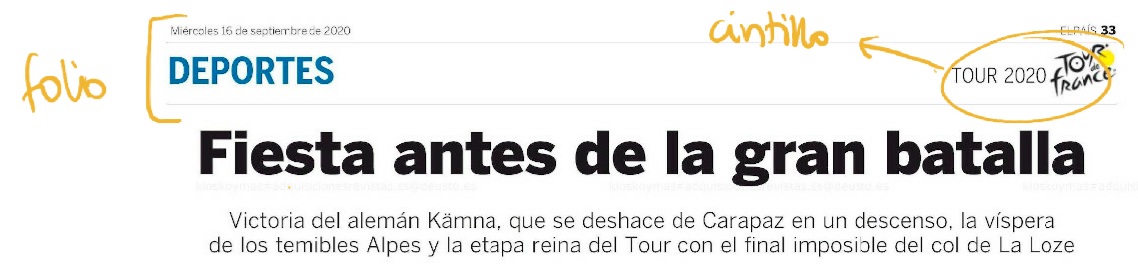 Miércoles 16 de septiembre de 2020
cintillo
EL PAÍS 33
folio
DEPORTES
TOUR 2020
TOUR de france
Fiesta antes de la gran batalla
Victoria del alemán Kämna, que se deshace de Carapaz en un descenso, la víspera
de los temibles Alpes y la etapa reina del Tour con el final imposible del col de La Loze